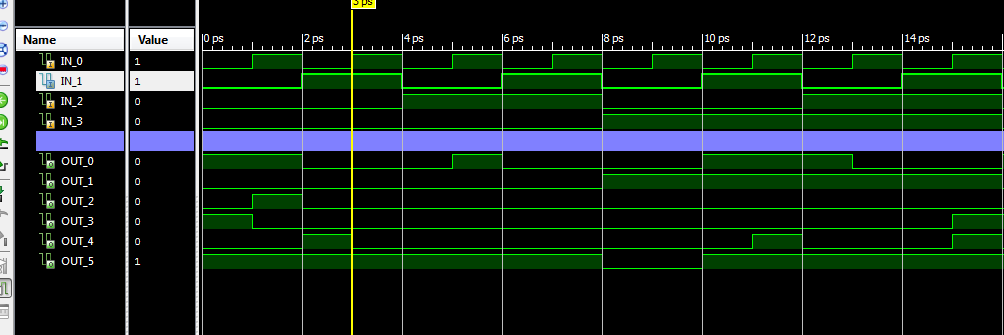 3 ps
Name Value
0 ps 2 ps 4 ps 6 ps 8 ps 10 ps 12 ps 14 ps
IN_0 1
IN_1 1
IN_2 0
IN_3 0
OUT_0 0
OUT_1 0
OUT_2 0
OUT_3 0
OUT_4 0
OUT_5 1